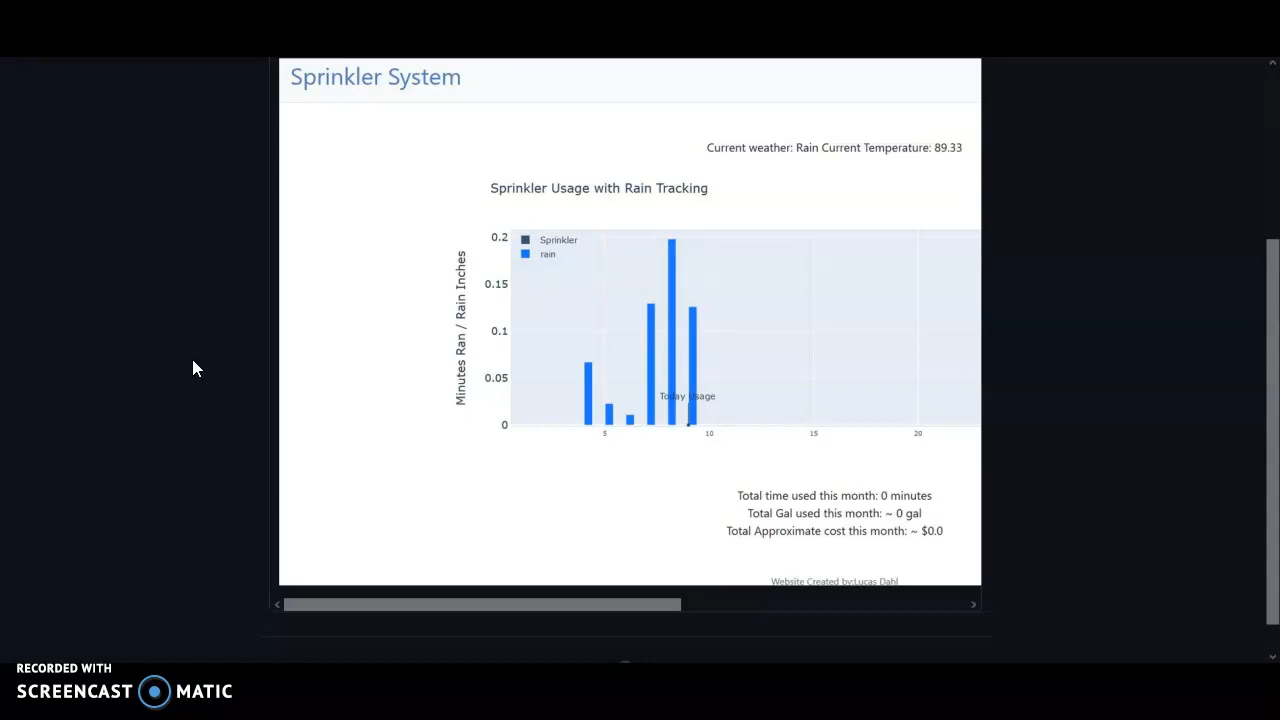 Sprinkler System
Current weather: Rain Current Temperature: 89.33
Sprinkler Usage with Rain Tracking
Minutes Ran / Rain Inches
0.2
0.15
0.1
0.05
0
Sprinkler
rain
Today Usage
5
10
15
20
Total time used this month: 0 minutes
Total Gal used this month: ~ 0 gal
Total Approximate cost this month: ~ $0.0
Website Created by:Lucas Dahl
RECORDED WITH
SCREENCAST MATIC